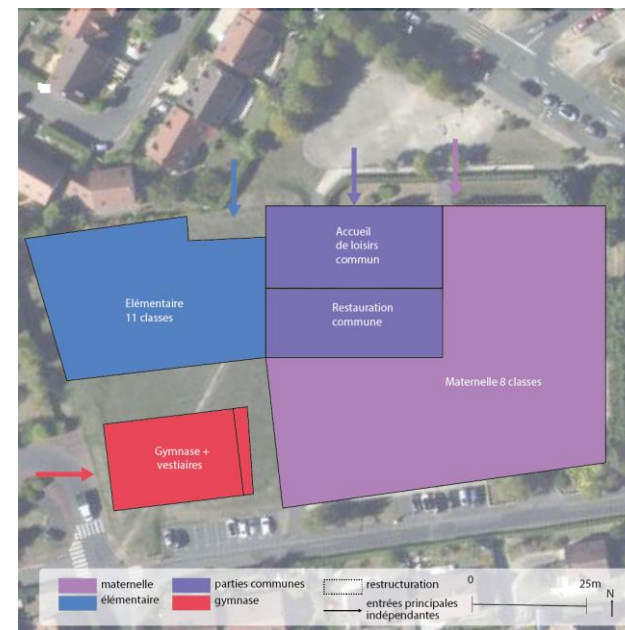 Accueil
de loisirs
commun
Elémentaire
11 classes
Restauration
commune
Maternelle 8 classes
Gymnase +
vestiaires
maternelle
élémentaire
parties communes
gymnase
restructuration
entrées principales
indépendantes
0
25m
N